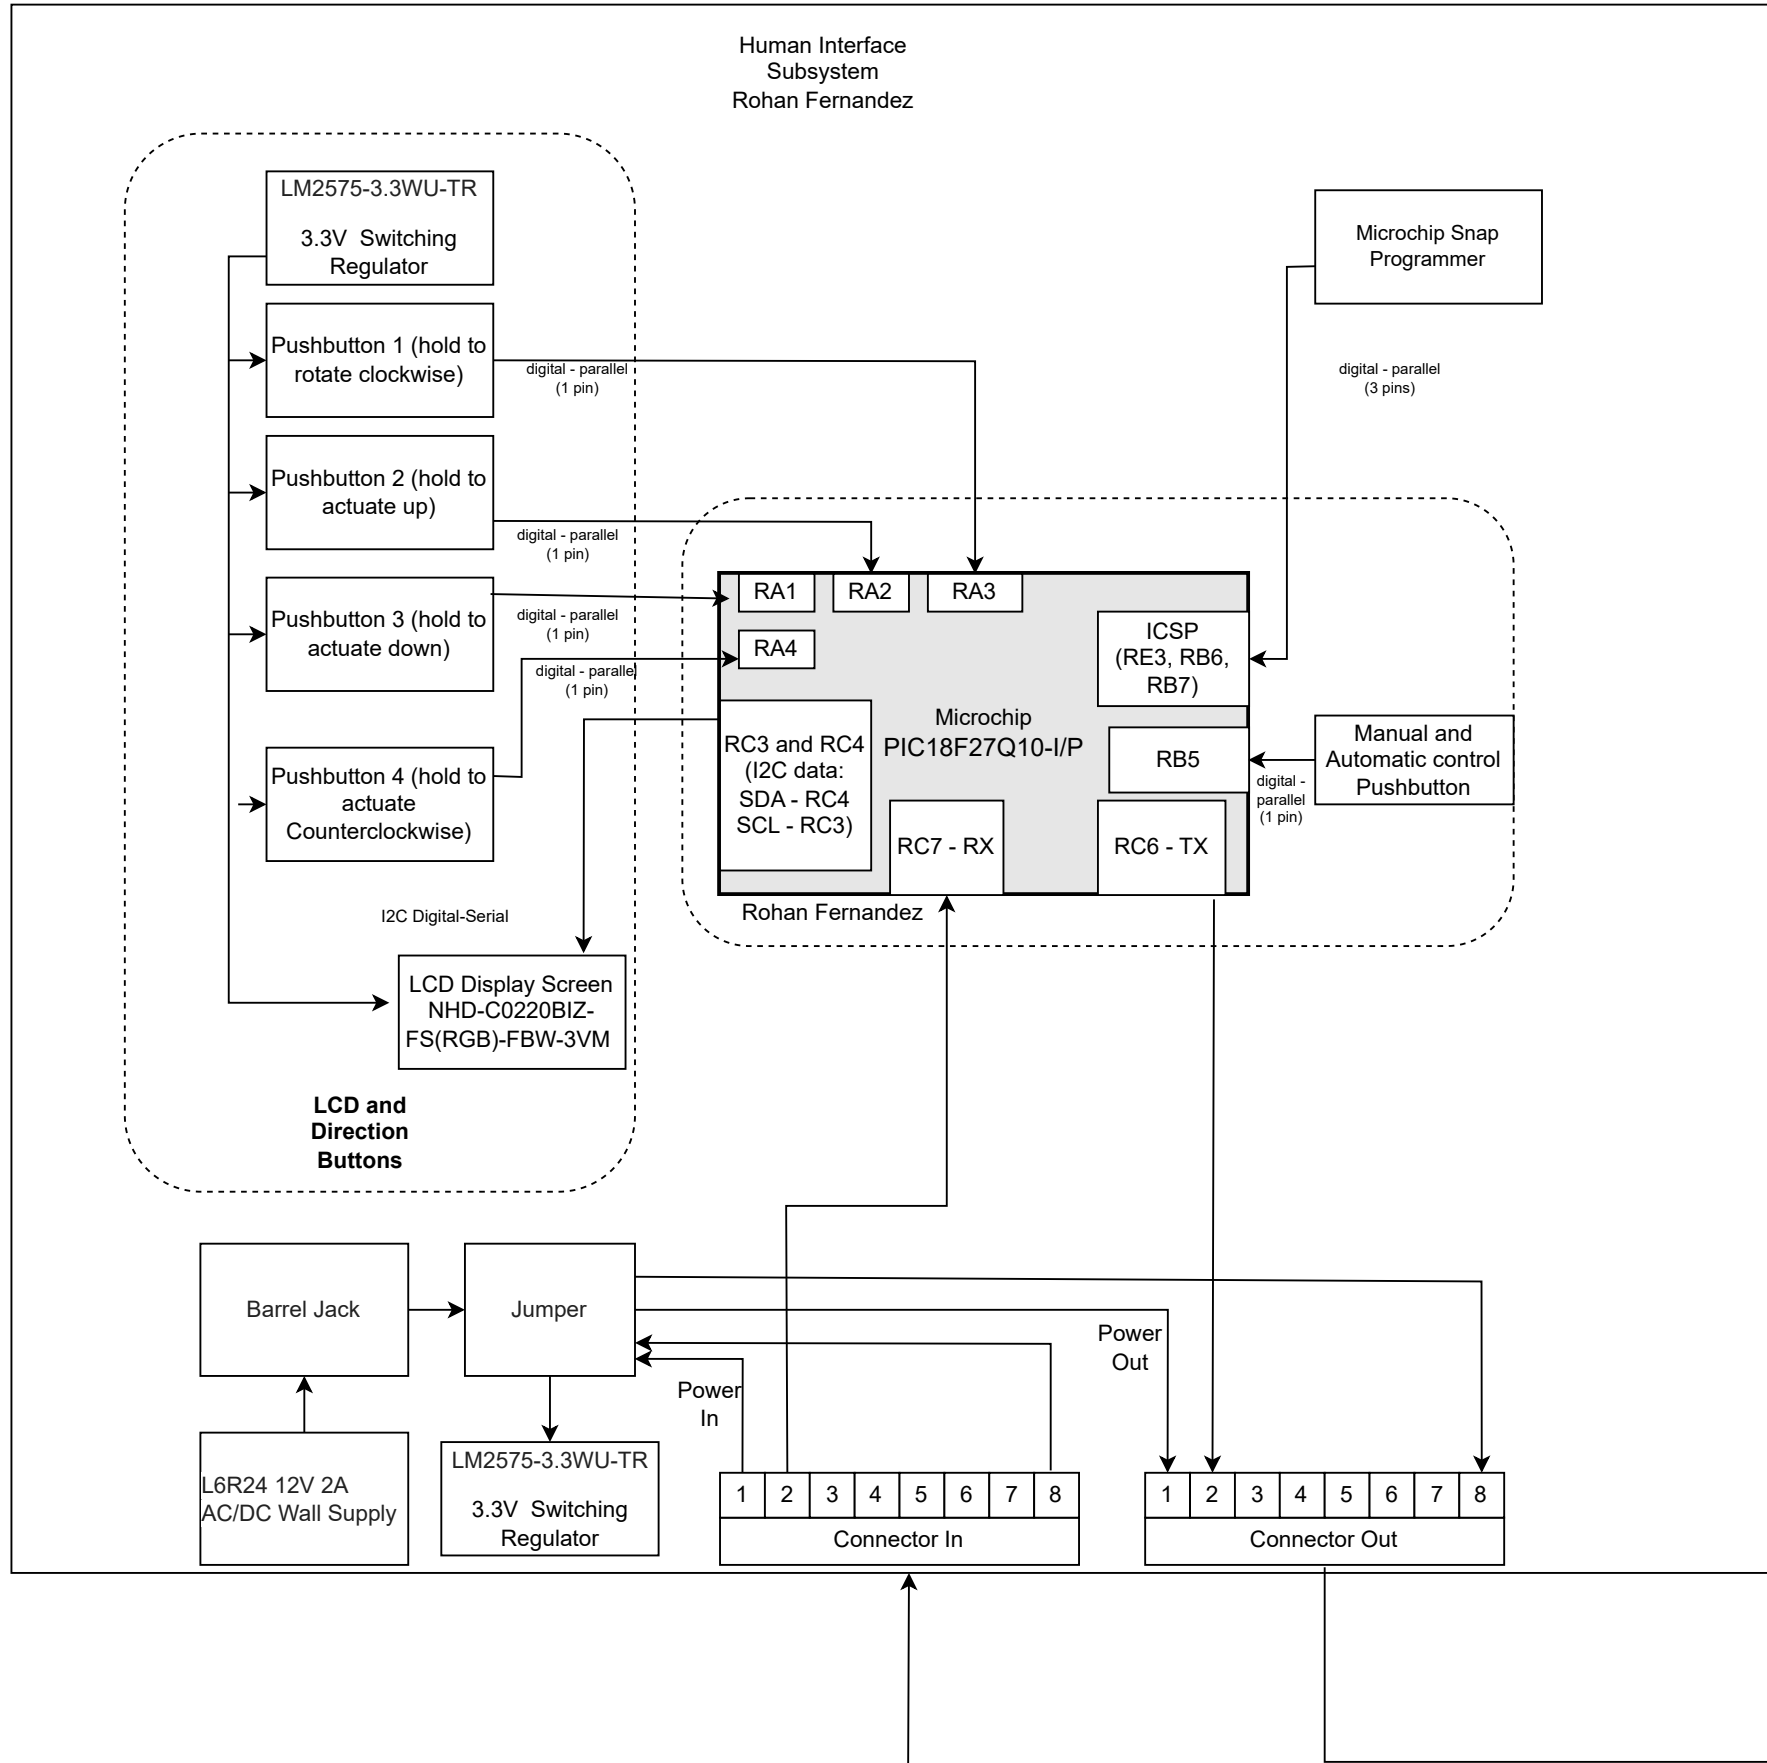 Human Interface
Subsystem
Rohan Fernandez
LM2575-3.3WU-TR
3.3V Switching
Regulator
Pushbutton 1 (hold to
rotate clockwise)
digital - parallel
(1 pin)
Pushbutton 2 (hold to
actuate up)
digital - parallel
(1 pin)
Pushbutton 3 (hold to
actuate down)
digital - parallel
(1 pin)
Pushbutton 4 (hold to
actuate
Counterclockwise)
digital - parallel
(1 pin)
I2C Digital-Serial
LCD Display Screen
NHD-C0220BIZ-
FS(RGB)-FBW-3VM
LCD and
Direction
Buttons
Microchip Snap
Programmer
digital - parallel
(3 pins)
RA1
RA2
RA3
RA4
ICSP
(RE3, RB6,
RB7)
Microchip
PIC18F27Q10-I/P
RC3 and RC4
(I2C data:
SDA - RC4
SCL - RC3)
RB5
RC7 - RX
RC6 - TX
Rohan Fernandez
Manual and
Automatic control
Pushbutton
digital -
parallel
(1 pin)
Barrel Jack
Jumper
Power
Out
Power
In
L6R24 12V 2A
AC/DC Wall Supply
LM2575-3.3WU-TR
3.3V Switching
Regulator
1 2 3 4 5 6 7 8
Connector In
1 2 3 4 5 6 7 8
Connector Out